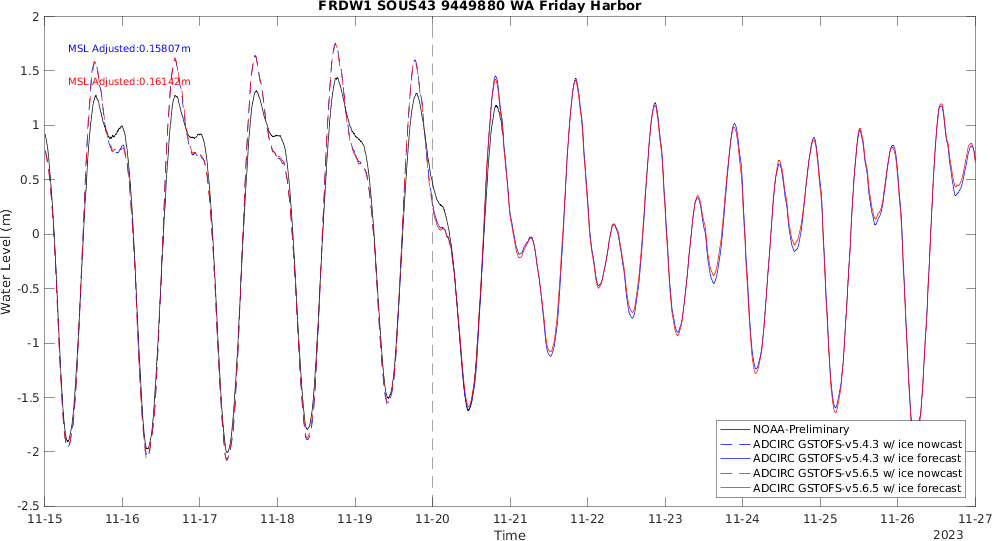 FRDW1 SOUS43 9449880 WA Friday Harbor
2
1.5
1
0.5
0
-0.5
-1
-1.5
-2
-2.5
Water Level (m)
MSL Adjusted:0.15807m
MSL Adjusted:0.16142m
NOAA-Preliminary
ADCIRC GSTOFS-v5.4.3 w/ ice nowcast
ADCIRC GSTOFS-v5.4.3 w/ ice forecast
ADCIRC GSTOFS-v5.6.5 w/ ice nowcast
ADCIRC GSTOFS-v5.6.5 w/ ice forecast
11-15 11-16 11-17 11-18 11-19 11-20 11-21 11-22 11-23 11-24 11-25 11-26 11-27
Time
2023